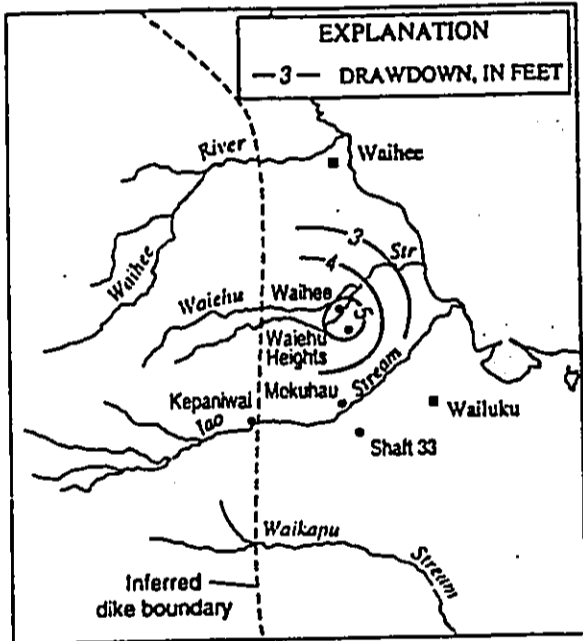 EXPLANATION
—3— DRAWDOWN, IN FEET
River
Waihee
Waihee
3
4
Str
Waiehu
Waihee
5
Waiehu
Heights
Mokuhau
Stream
Kepaniwai
Iao
Wailuku
Shaft 33
Waikapu
Stream
Inferred
dike boundary